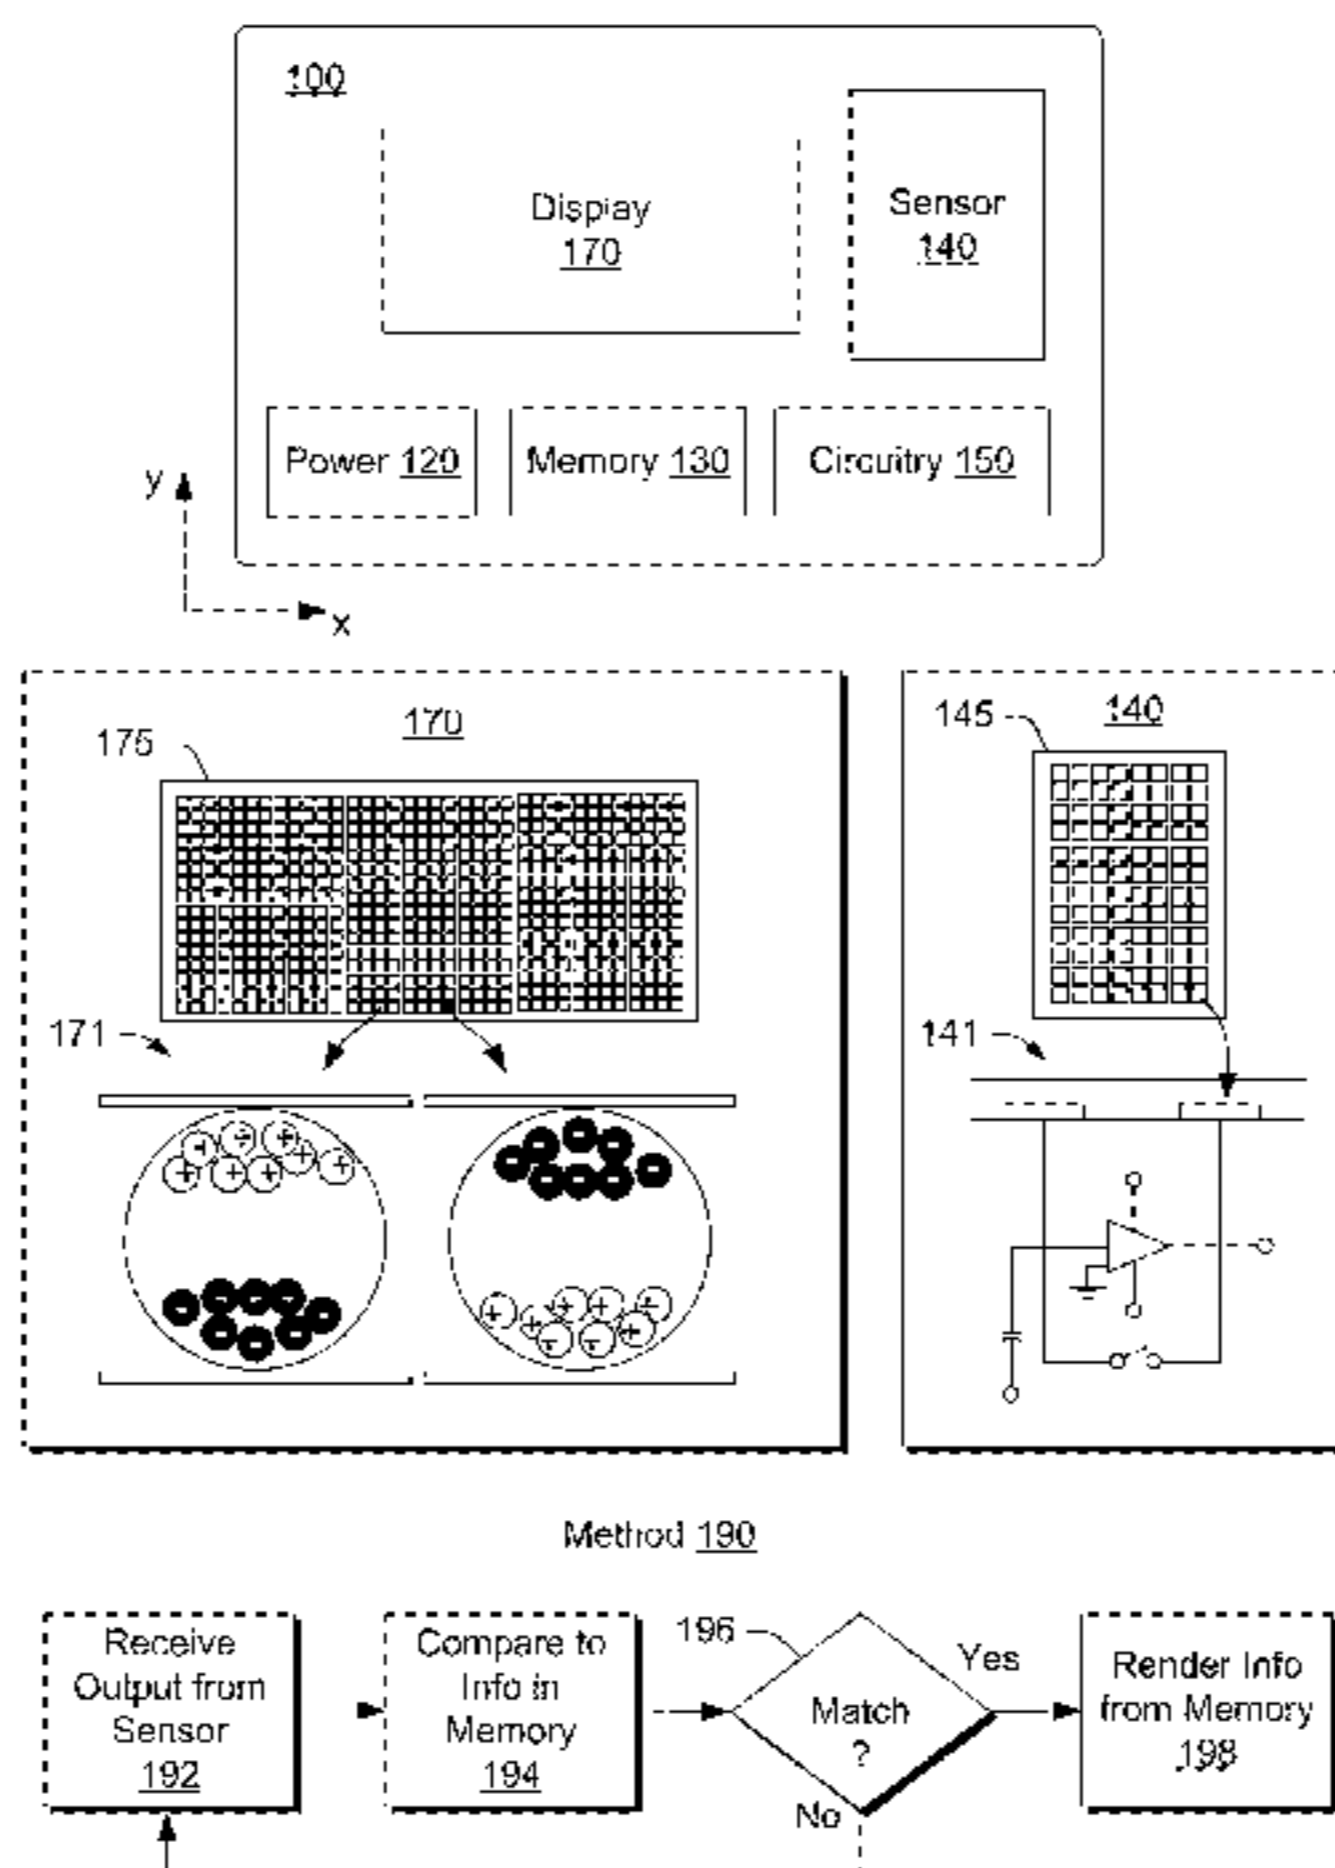 100
Display
170
Sensor
140
Power 120
Memory 130
Circuitry 150
y
x
170
175
171
140
145
141
Method 190
Receive
Output from
Sensor
192
Compare to
Info in
Memory
194
196
Match
?
Yes
No
Render Info
from Memory
198